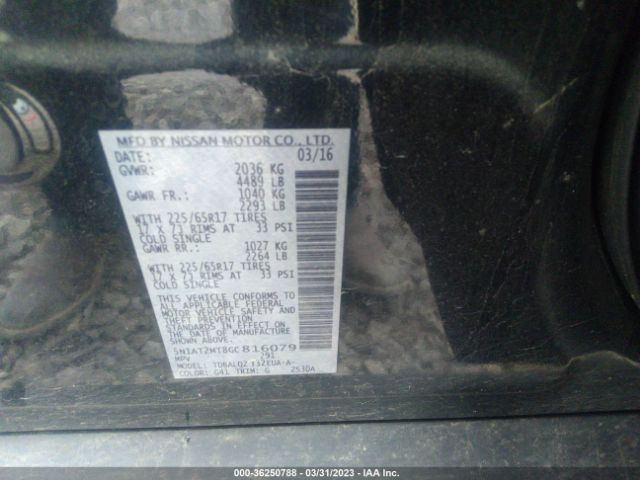 MFD BY NISSAN MOTOR CO., LTD.
DATE: 03/16
GVWR: 2036 KG
4489 LB
GAWR FR.: 1040 KG
2293 LB
WITH 225/65R17 TIRES
17 X 7J RIMS AT 33 PSI
COLD SINGLE
GAWR RR.: 1027 KG
2264 LB
WITH 225/65R17 TIRES
17 X 7J RIMS AT 33 PSI
COLD SINGLE
THIS VEHICLE CONFORMS TO
ALL APPLICABLE FEDERAL
MOTOR VEHICLE SAFETY AND
THEFT PREVENTION
STANDARDS IN EFFECT ON
THE DATE OF MANUFACTURE
SHOWN ABOVE.
5N1AT2MT8GC816079
MPV 291
MODEL:
COLOR: G41 TRIM: G 2530A
000-36250788 - 03/31/2023 - IAA Inc.